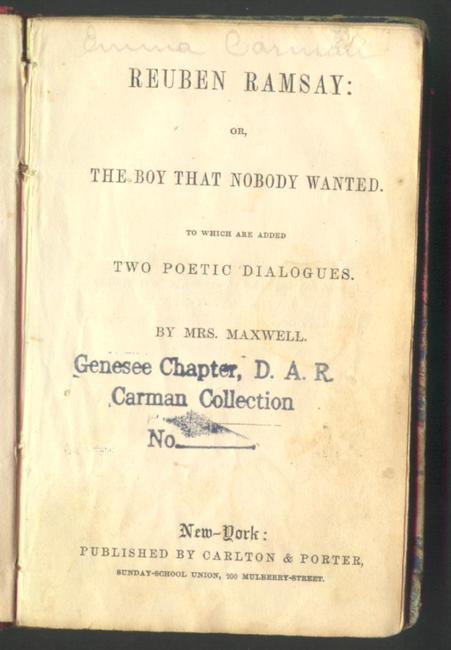 Emma Carman
REUBEN RAMSAY:
OR,
THE BOY THAT NOBODY WANTED.
TO WHICH ARE ADDED
TWO POETIC DIALOGUES.
BY MRS. MAXWELL.
Genesee Chapter, D. A. R.
Carman Collection
No.
New-York:
PUBLISHED BY CARLTON & PORTER,
SUNDAY-SCHOOL UNION, 200 MULBERRY-STREET.